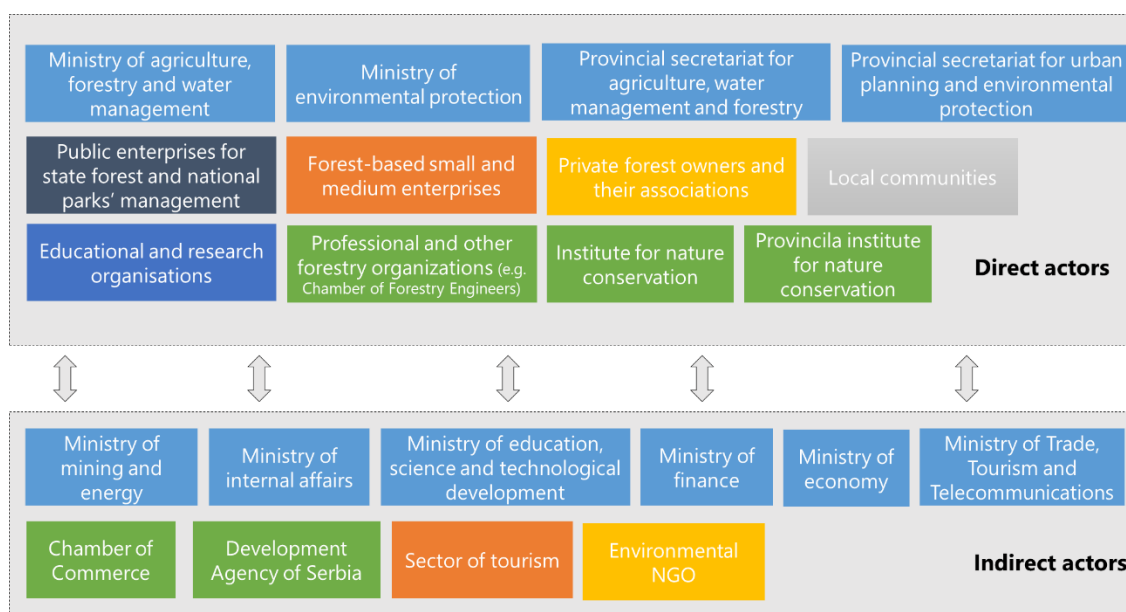 Ministry of agriculture,
forestry and water
management
Ministry of
environmental protection
Provincial secretariat for
agriculture, water
management and forestry
Provincial secretariat for urban
planning and environmental
protection
Public enterprises for
state forest and national
parks’ management
Forest-based small and
medium enterprises
Private forest owners and
their associations
Local communities
Educational and research
organisations
Professional and other
forestry organizations (e.g.
Chamber of Forestry Engineers)
Institute for nature
conservation
Provincila institute
for nature
conservation
Direct actors
Ministry of
mining and
energy
Ministry of
internal affairs
Ministry of education,
science and technological
development
Ministry of
finance
Ministry of
economy
Ministry of Trade,
Tourism and
Telecommunications
Chamber of
Commerce
Development
Agency of Serbia
Sector of tourism
Environmental
NGO
Indirect actors